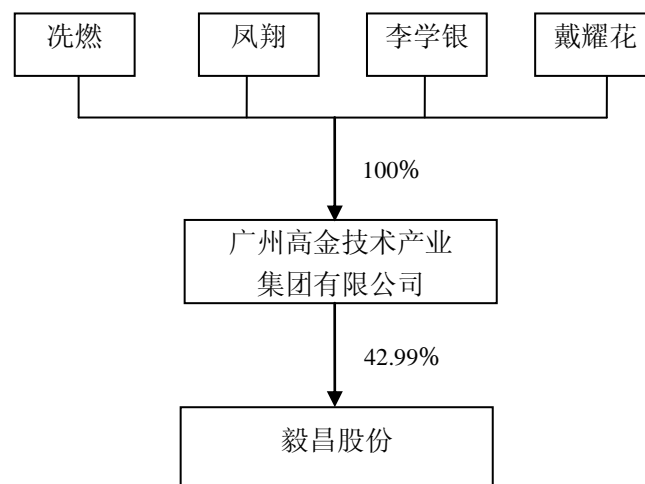 冼燃
凤翔
李学银
戴耀花
100%
广州高金技术产业
集团有限公司
42.99%
毅昌股份